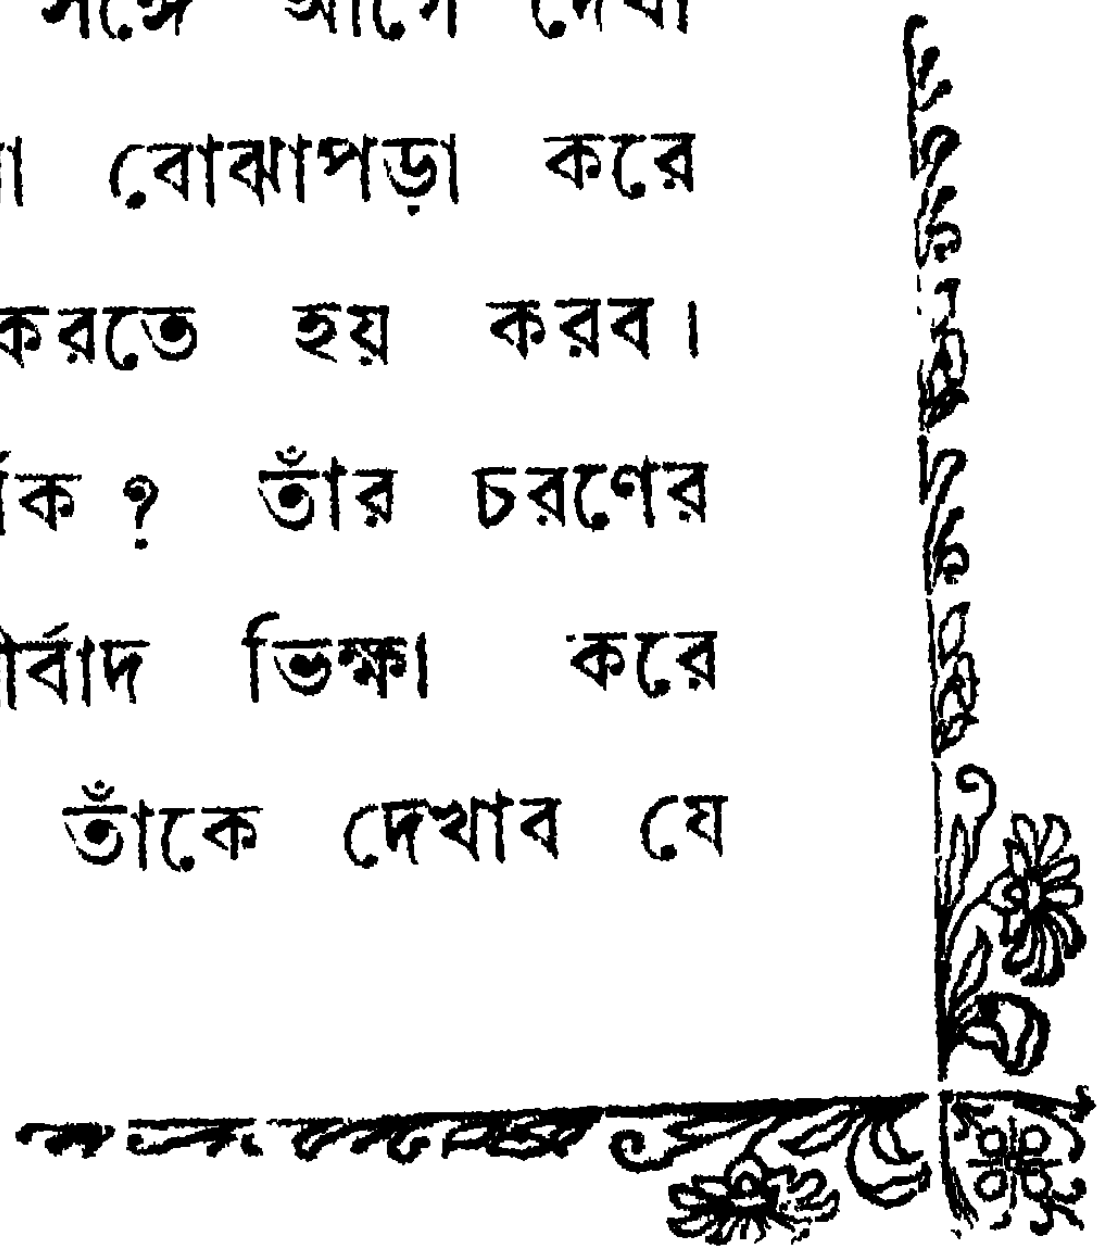 সঙ্গে আগে দেখা
বোঝাপড়া করে
করতে হয় করব।
? তাঁর চরণের
ভিক্ষা করে
তাঁকে দেখাব যে